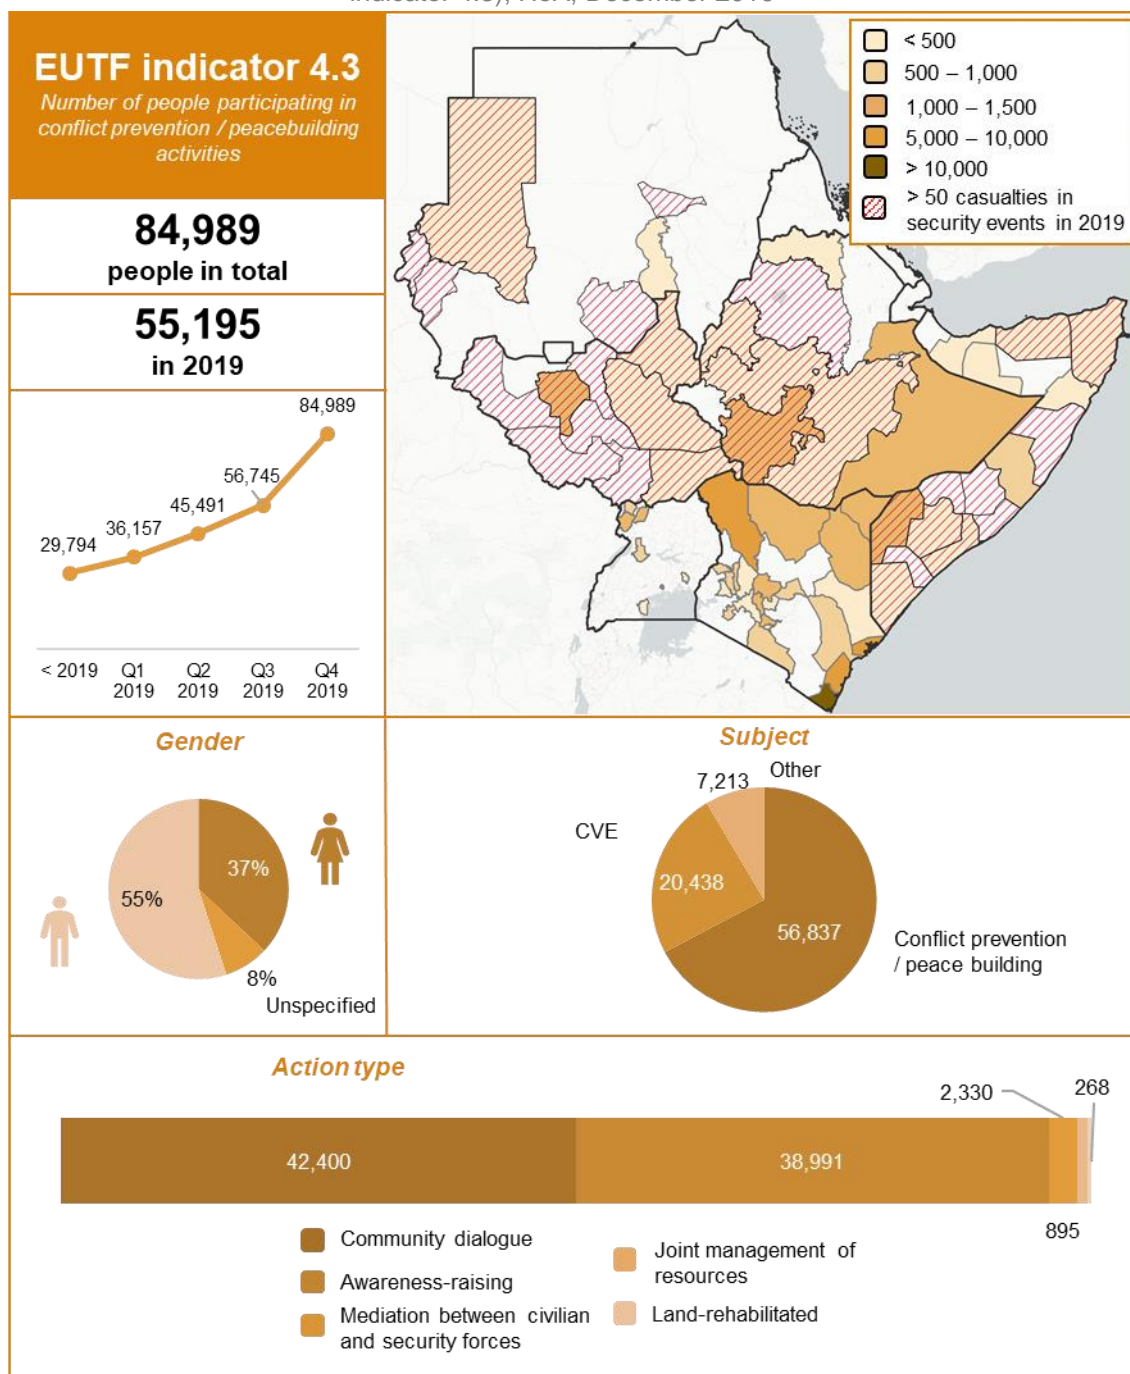 EUTF indicator 4.3
Number of people participating in
conflict prevention / peacebuilding
activities
84,989
people in total
55,195
in 2019
84,989
56,745
45,491
36,157
29,794
< 2019
Q1
2019
Q2
2019
Q3
2019
Q4
2019
< 500
500 – 1,000
1,000 – 1,500
5,000 – 10,000
> 10,000
> 50 casualties in
security events in 2019
Gender
37%
55%
8%
Unspecified
Subject
Other
7,213
CVE
20,438
56,837
Conflict prevention
/ peace building
Action type
2,330
268
42,400
38,991
895
Community dialogue
Awareness-raising
Mediation between civilian
and security forces
Joint management of
resources
Land-rehabilitated